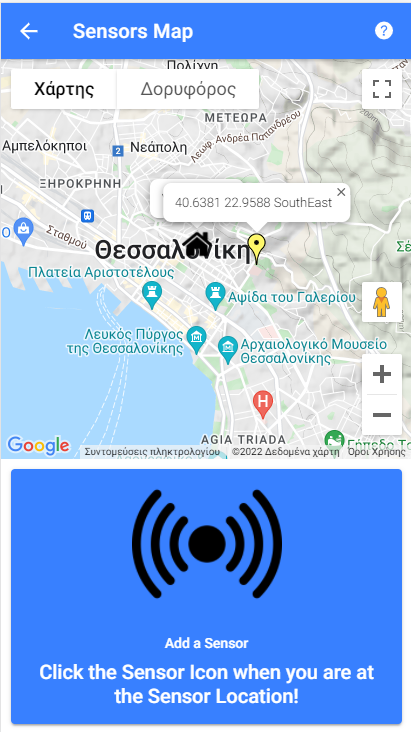 Sensors Map
?
Πολίχνη
Χάρτης
Δορυφόρος
ΜΕΤΕΩΡΑ
Λεωφ. Ανδρέα Παπανδρέου
Αμπελόκηποι
2
Νεάπολη
ΞΗΡΟΚΡΗΝΗ
40.6381 22.9588 SouthEast
Σταθμού
Θεσσαλονίκη
Πλατεία Αριστοτέλους
Αψίδα του Γαλερίου
Λευκός Πύργος
της Θεσσαλονίκης
Αρχαιολογικό Μουσείο
Θεσσαλονίκης
H
AGIA TRIADA
Google
Συντομεύσεις πληκτρολογίου
©2022 Δεδομένα χάρτη
Όροι Χρήσης
Add a Sensor
Click the Sensor Icon when you are at
the Sensor Location!